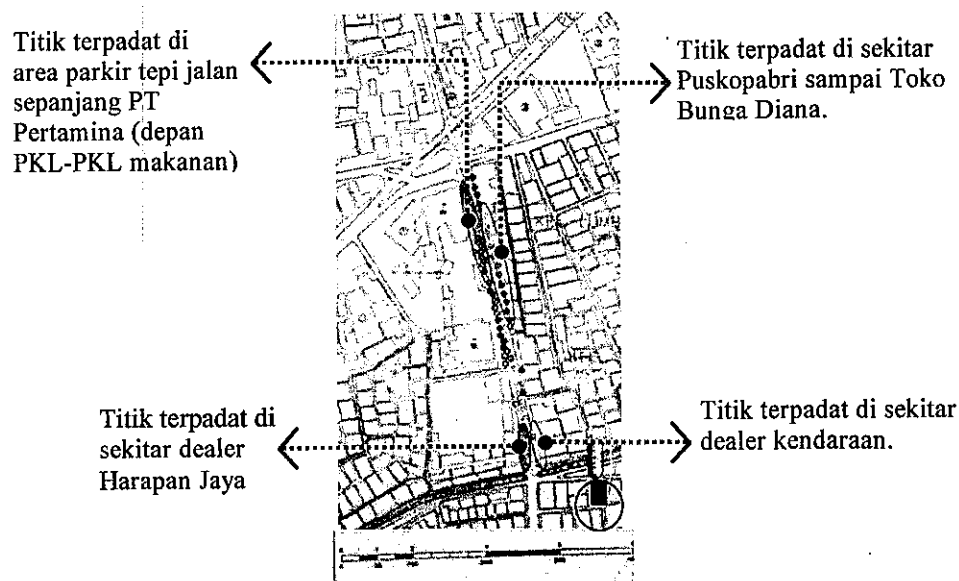 Titik terpadat di
area parkir tepi jalan
sepanjang PT
Pertamina (depan
PKL-PKL makanan)
Titik terpadat di sekitar
Puskopabri sampai Toko
Bunga Diana.
Titik terpadat di
sekitar dealer
Harapan Jaya
Titik terpadat di sekitar
dealer kendaraan.